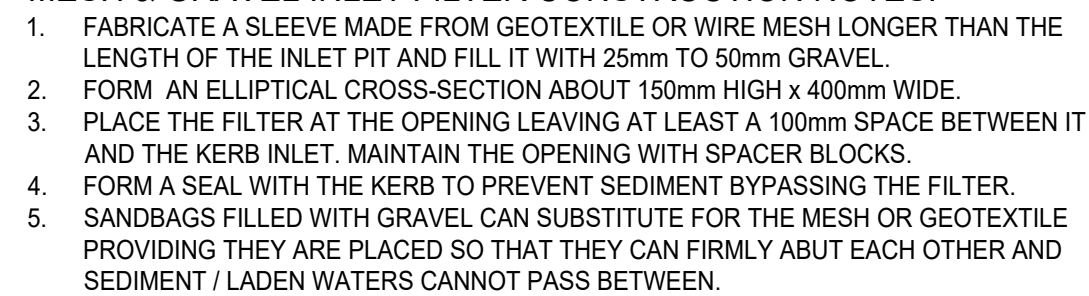 1. FABRICATE A SLEEVE MADE FROM GEOTEXTILE OR WIRE MESH LONGER THAN THE
LENGTH OF THE INLET PIT AND FILL IT WITH 25mm TO 50mm GRAVEL.
2. FORM AN ELLIPTICAL CROSS-SECTION ABOUT 150mm HIGH x 400mm WIDE.
3. PLACE THE FILTER AT THE OPENING LEAVING AT LEAST A 100mm SPACE BETWEEN IT
AND THE KERB INLET. MAINTAIN THE OPENING WITH SPACER BLOCKS.
4. FORM A SEAL WITH THE KERB TO PREVENT SEDIMENT BYPASSING THE FILTER.
5. SANDBAGS FILLED WITH GRAVEL CAN SUBSTITUTE FOR THE MESH OR GEOTEXTILE
PROVIDING THEY ARE PLACED SO THAT THEY CAN FIRMLY ABUT EACH OTHER AND
SEDIMENT / LADEN WATERS CANNOT PASS BETWEEN.